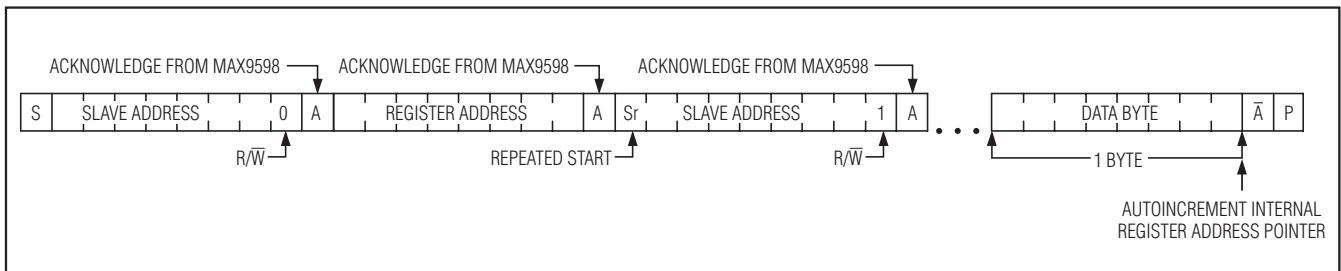 ACKNOWLEDGE FROM MAX9598 ACKNOWLEDGE FROM MAX9598 ACKNOWLEDGE FROM MAX9598
S SLAVE ADDRESS 0 A REGISTER ADDRESS A Sr SLAVE ADDRESS 1 A • • • DATA BYTE A̅ P
R/W̅ REPEATED START R/W̅ 1 BYTE
AUTOINCREMENT INTERNAL
REGISTER ADDRESS POINTER